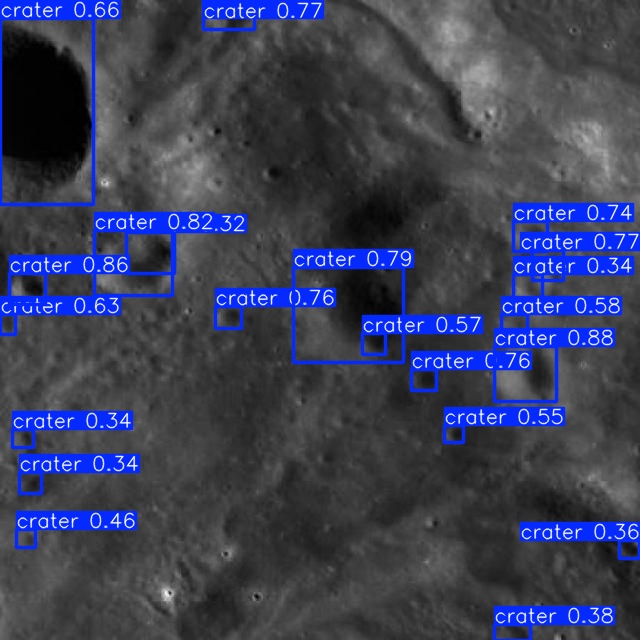 crater 0.66
crater 0.77
crater 0.74
crater 0.82
.32
crater 0.77
crater 0.86
crater 0.79
crater 0.34
crater 0.63
crater 0.76
crater 0.58
crater 0.57
crater 0.88
crater 0.76
crater 0.34
crater 0.55
crater 0.34
crater 0.46
crater 0.36
crater 0.38